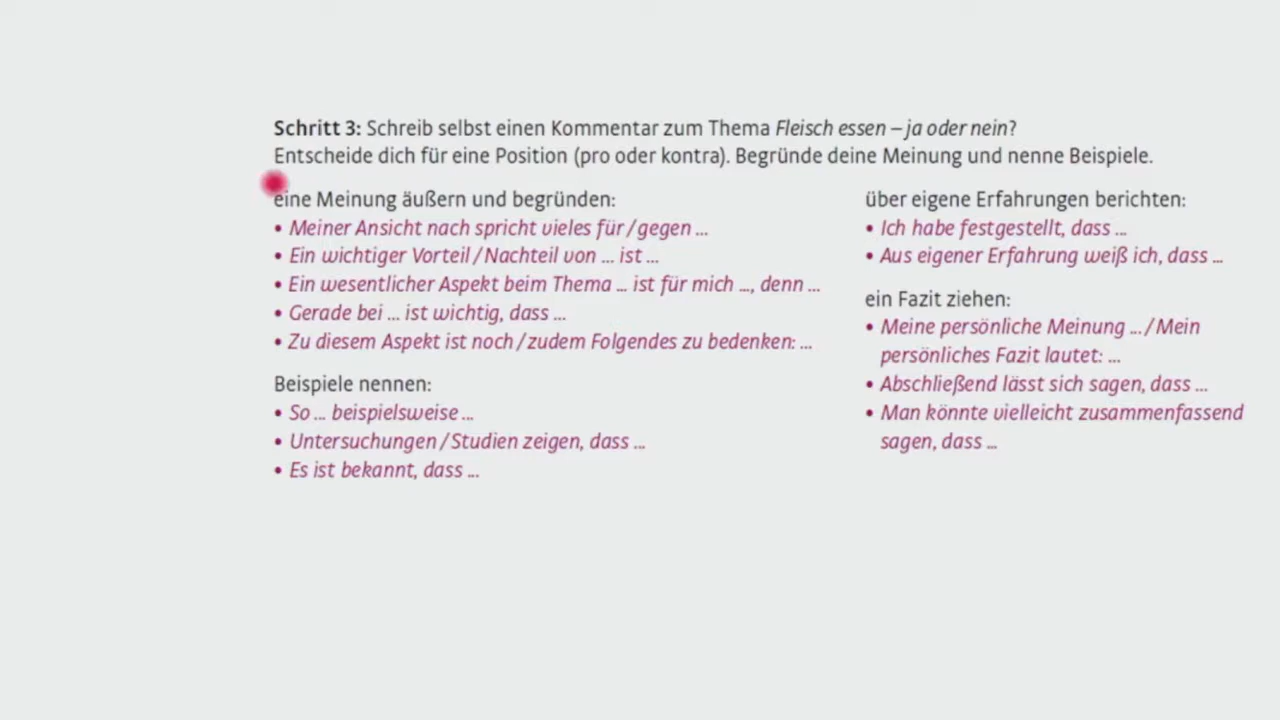 Schritt 3: Schreib selbst einen Kommentar zum Thema Fleisch essen – ja oder nein?
Entscheide dich für eine Position (pro oder kontra). Begründe deine Meinung und nenne Beispiele.
eine Meinung äußern und begründen:
• Meiner Ansicht nach spricht vieles für / gegen ...
• Ein wichtiger Vorteil / Nachteil von ... ist ...
• Ein wesentlicher Aspekt beim Thema ... ist für mich ..., denn ...
• Gerade bei ... ist wichtig, dass ...
• Zu diesem Aspekt ist noch / zudem Folgendes zu bedenken: ...
Beispiele nennen:
• So ... beispielsweise ...
• Untersuchungen / Studien zeigen, dass ...
• Es ist bekannt, dass ...
über eigene Erfahrungen berichten:
• Ich habe festgestellt, dass ...
• Aus eigener Erfahrung weiß ich, dass ...
ein Fazit ziehen:
• Meine persönliche Meinung ... / Mein
persönliches Fazit lautet: ...
• Abschließend lässt sich sagen, dass ...
• Man könnte vielleicht zusammenfassend
sagen, dass ...